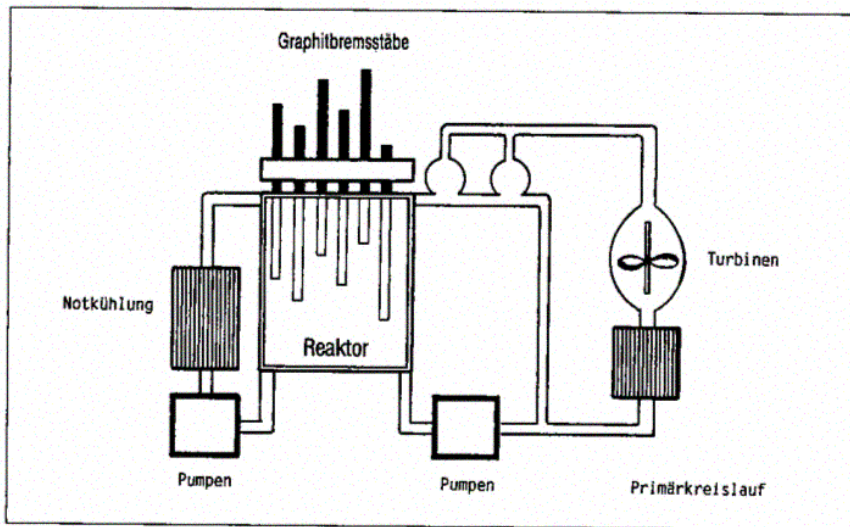 Graphitbremsstäbe
Turbinen
Notkühlung
Reaktor
Pumpen
Pumpen
Primärkreislauf